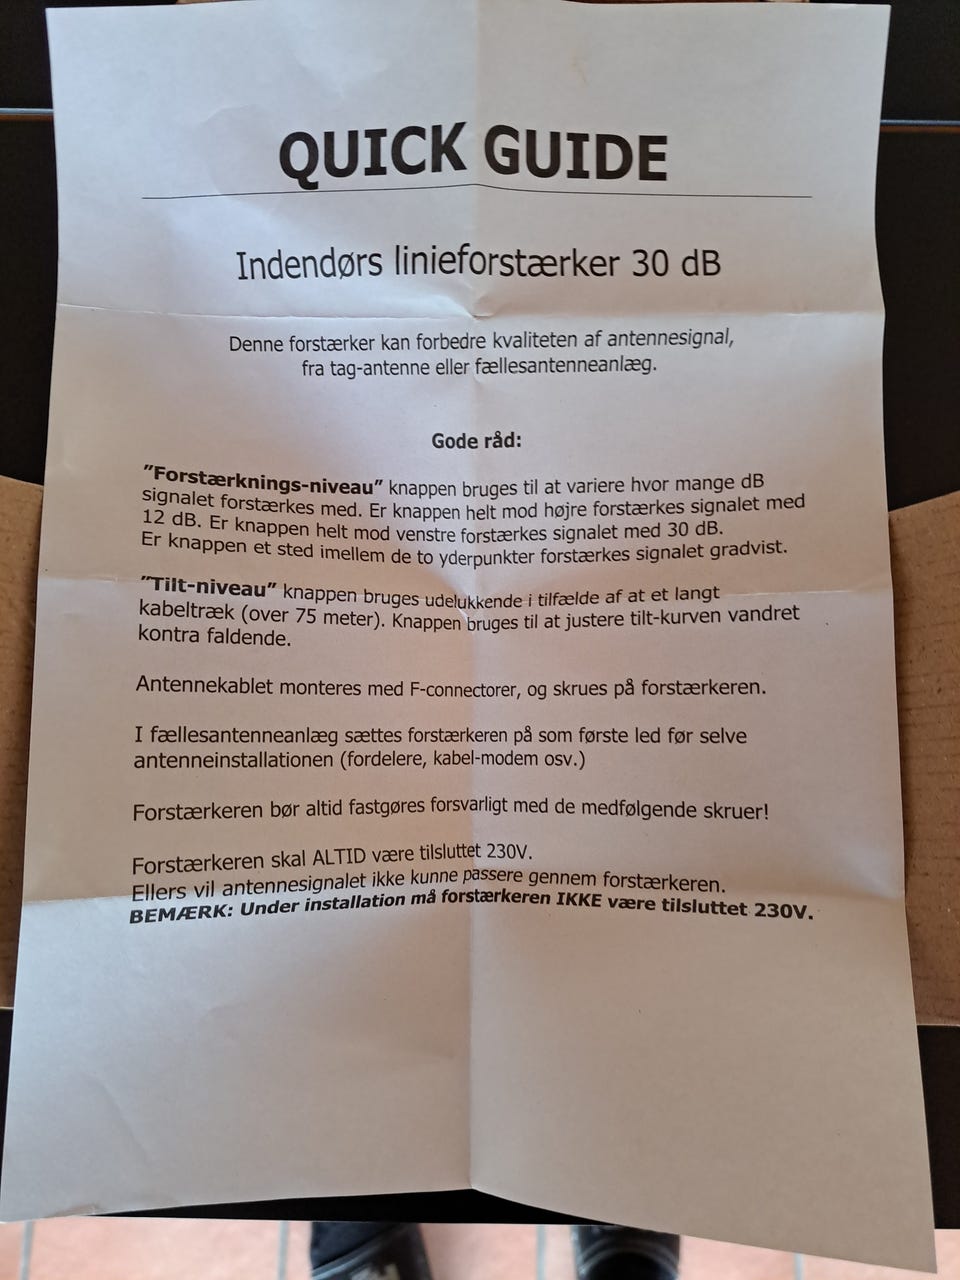 QUICK GUIDE
Indendørs linieforstærker 30 dB
Denne forstærker kan forbedre kvaliteten af antennesignal,
fra tag-antenne eller fællesantenneanlæg.
Gode råd:
”Forstærknings-niveau” knappen bruges til at variere hvor mange dB
signalet forstærkes med. Er knappen helt mod højre forstærkes signalet med
12 dB. Er knappen helt mod venstre forstærkes signalet med 30 dB.
Er knappen et sted imellem de to yderpunkter forstærkes signalet gradvist.
”Tilt-niveau” knappen bruges udelukkende i tilfælde af at et langt
kabeltræk (over 75 meter). Knappen bruges til at justere tilt-kurven vandret
kontra faldende.
Antennekablet monteres med F-connectorer, og skrues på forstærkeren.
I fællesantenneanlæg sættes forstærkeren på som første led før selve
antenneinstallationen (fordelere, kabel-modem osv.)
Forstærkeren bør altid fastgøres forsvarligt med de medfølgende skruer!
Forstærkeren skal ALTID være tilsluttet 230V.
Ellers vil antennesignalet ikke kunne passere gennem forstærkeren.
BEMÆRK: Under installation må forstærkeren IKKE være tilsluttet 230V.